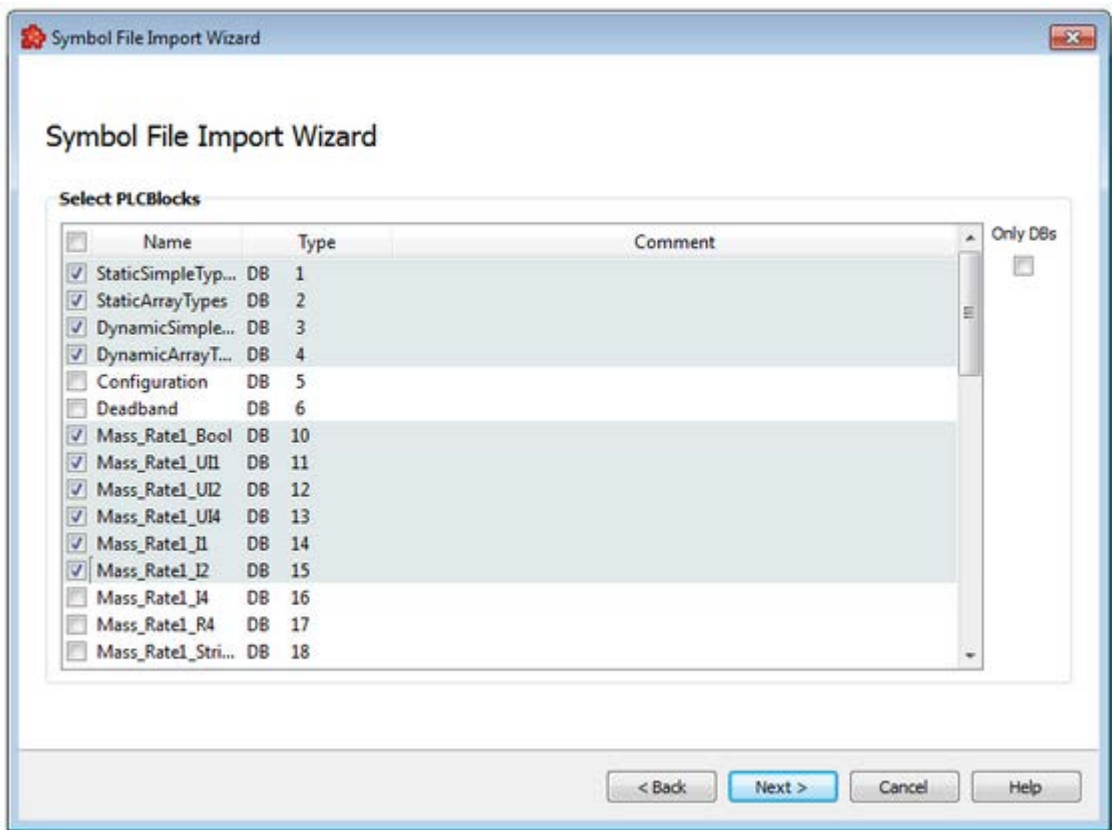 Symbol File Import Wizard
Symbol File Import Wizard
Select PLCBlocks
Name Type Comment Only DBs
StaticSimpleTyp... DB 1
StaticArrayTypes DB 2
DynamicSimple... DB 3
DynamicArrayT... DB 4
Configuration DB 5
Deadband DB 6
Mass_Rate1_Bool DB 10
Mass_Rate1_UI1 DB 11
Mass_Rate1_UI2 DB 12
Mass_Rate1_UI4 DB 13
Mass_Rate1_I1 DB 14
Mass_Rate1_I2 DB 15
Mass_Rate1_I4 DB 16
Mass_Rate1_R4 DB 17
Mass_Rate1_Stri... DB 18
< Back Next > Cancel Help